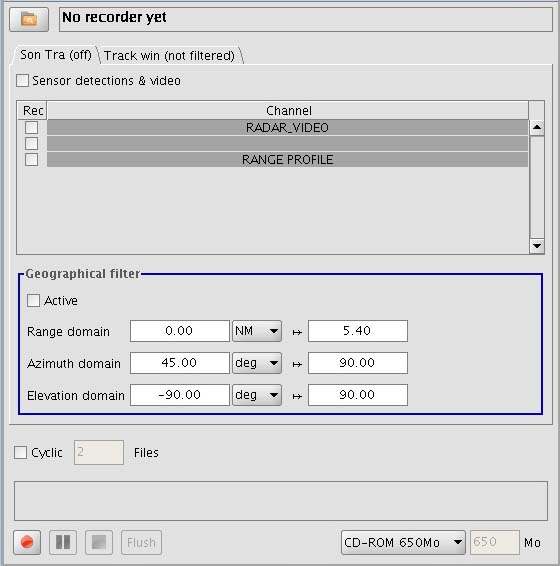 No recorder yet
Son Tra (off) Track win (not filtered)
Sensor detections & video
Rec Channel
RADAR_VIDEO
RANGE PROFILE
Geographical filter
Active
Range domain 0.00 NM ↦ 5.40
Azimuth domain 45.00 deg ↦ 90.00
Elevation domain -90.00 deg ↦ 90.00
Cyclic 2 Files
Flush CD-ROM 650Mo 650 Mo